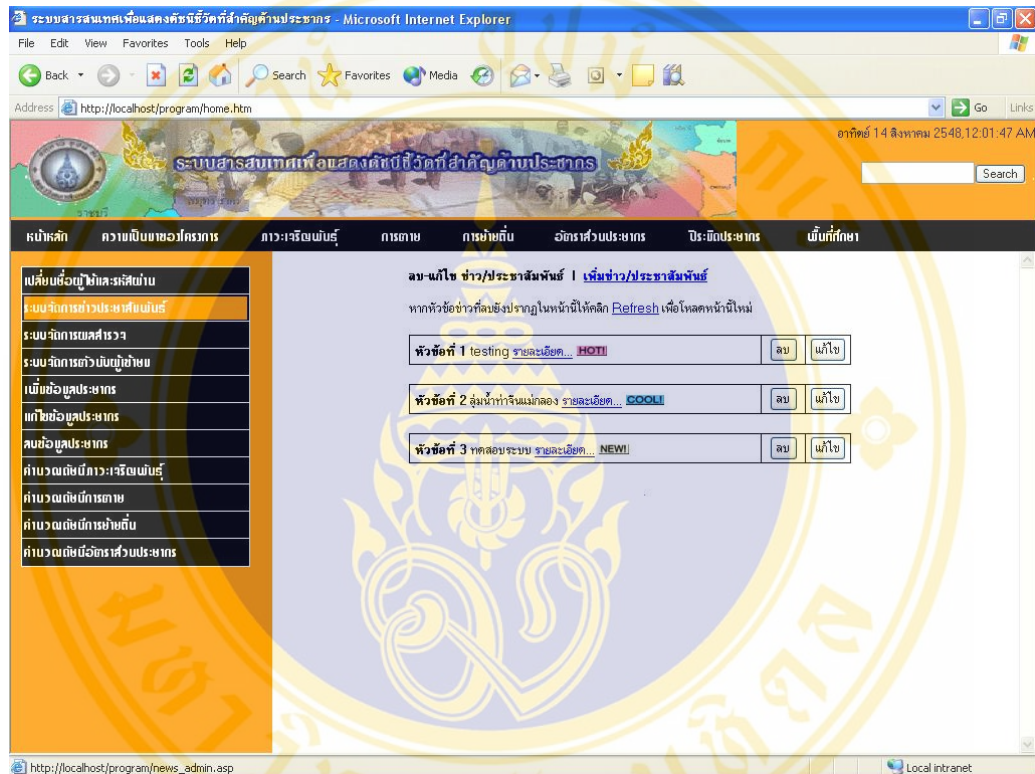 ระบบสารสนเทศเพื่อแสดงดัชนีชี้วัดที่สำคัญด้านประชากร - Microsoft Internet Explorer
File Edit View Favorites Tools Help
Back Search Favorites Media
Address http://localhost/program/home.htm Go Links
อาทิตย์ 14 สิงหาคม 2548,12:01:47 AM
ระบบสารสนเทศเพื่อแสดงดัชนีชี้วัดที่สำคัญด้านประชากร
Search
ราชบุรี
หน้าหลัก ความเป็นมาของโครงการ ภาวะเจริญพันธุ์ การตาย การย้ายถิ่น อัตราส่วนประชากร ปิระมิดประชากร พื้นที่ศึกษา
เปลี่ยนชื่อผู้ใช้และรหัสผ่าน
ระบบจัดการข่าวประชาสัมพันธ์
ระบบจัดการผลสำรวจ
ระบบจัดการตัวนับผู้เข้าชม
เพิ่มข้อมูลประชากร
แก้ไขข้อมูลประชากร
ลบข้อมูลประชากร
คำนวณดัชนีภาวะเจริญพันธุ์
คำนวณดัชนีการตาย
คำนวณดัชนีการย้ายถิ่น
คำนวณดัชนีอัตราส่วนประชากร
ลบ-แก้ไข ข่าว/ประชาสัมพันธ์ | เพิ่มข่าว/ประชาสัมพันธ์
หากหัวข้อข่าวที่ลบยังปรากฏในหน้านี้ให้คลิก Refresh เพื่อโหลดหน้านี้ใหม่
หัวข้อที่ 1 testing รายละเอียด... HOT! ลบ แก้ไข
หัวข้อที่ 2 ลุ่มน้ำท่าจีนแม่กลอง รายละเอียด... COOL! ลบ แก้ไข
หัวข้อที่ 3 ทดสอบระบบ รายละเอียด... NEW! ลบ แก้ไข
http://localhost/program/news_admin.asp Local intranet